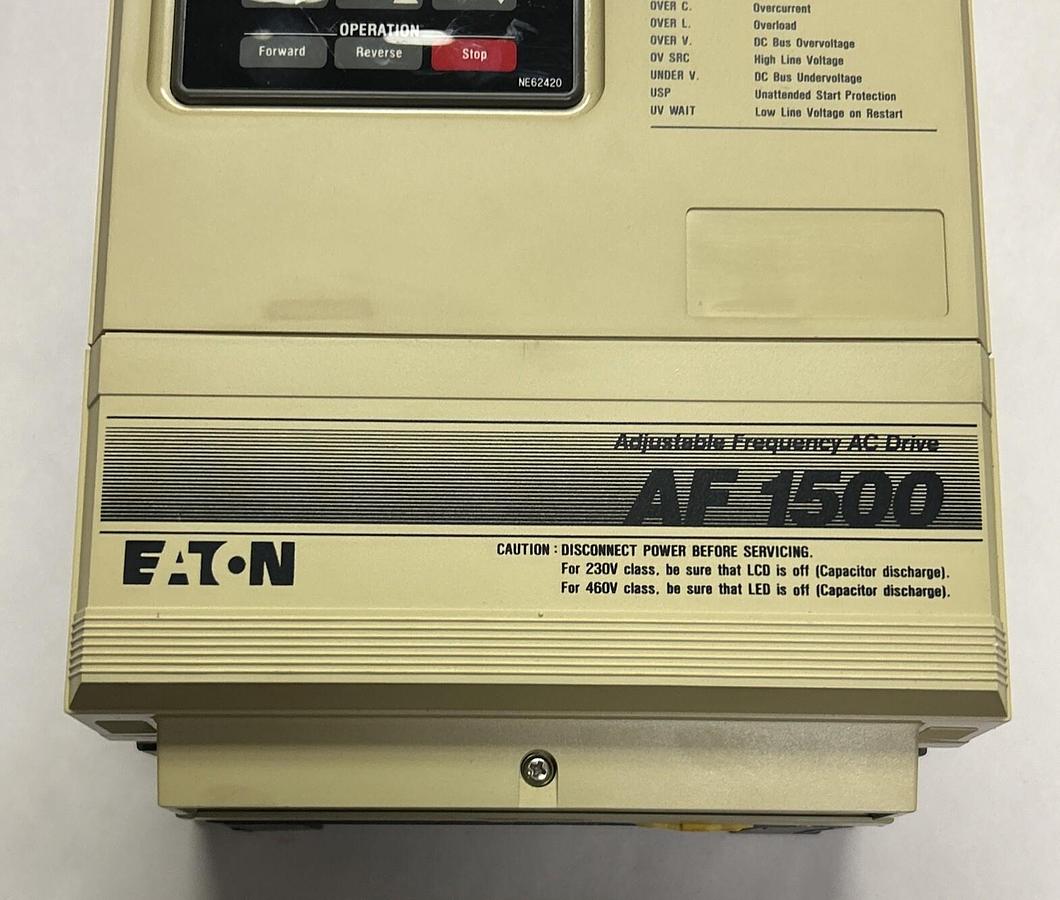 OPERATION
Forward Reverse Stop
NE62420
OVER C. Overcurrent
OVER L. Overload
OVER V. DC Bus Overvoltage
OV SRC High Line Voltage
UNDER V. DC Bus Undervoltage
USP Unattended Start Protection
UV WAIT Low Line Voltage on Restart
Adjustable Frequency AC Drive
AF 1500
EATON
CAUTION : DISCONNECT POWER BEFORE SERVICING.
For 230V class, be sure that LCD is off (Capacitor discharge).
For 460V class, be sure that LED is off (Capacitor discharge).